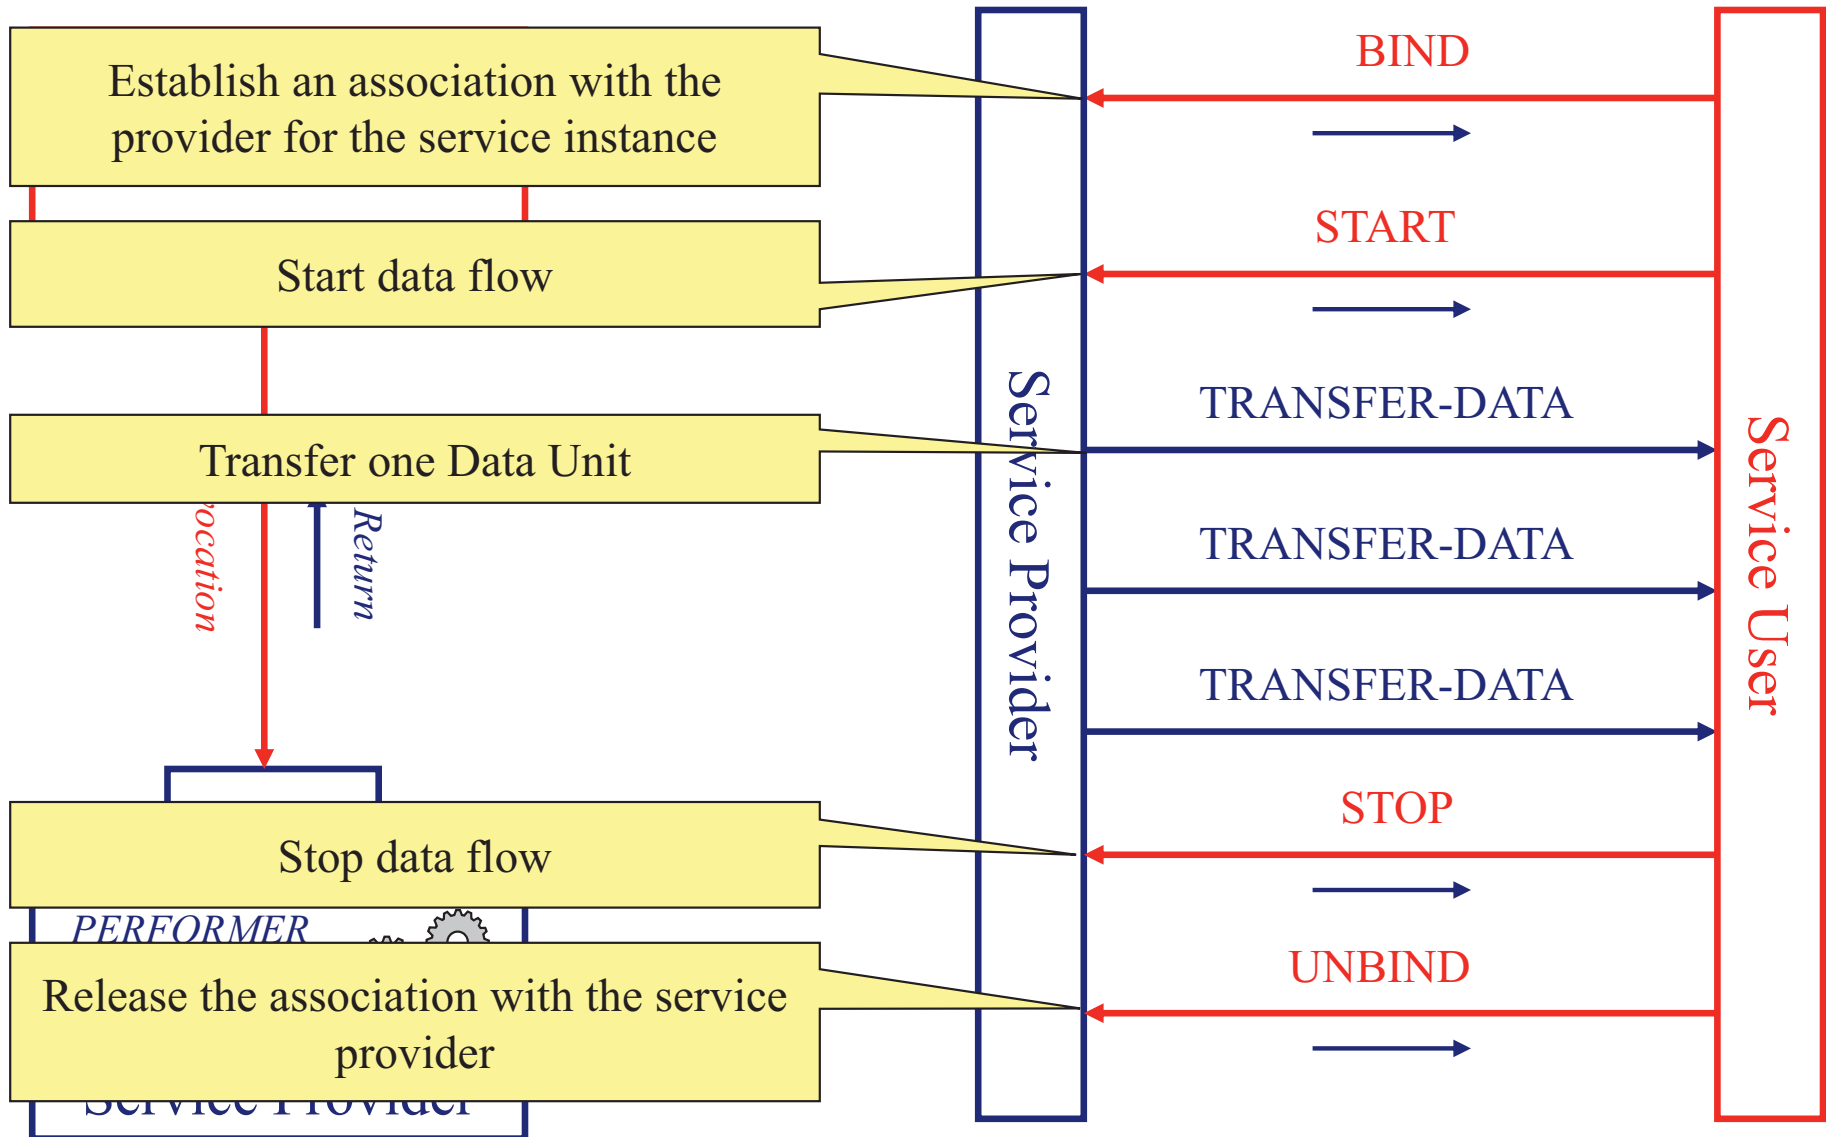 Establish an association with the
provider for the service instance
Start data flow
Transfer one Data Unit
Return
Stop data flow
PERFORMER
Release the association with the service
provider
Service Provider
Service Provider
BIND
START
TRANSFER-DATA
TRANSFER-DATA
TRANSFER-DATA
STOP
UNBIND
Service User